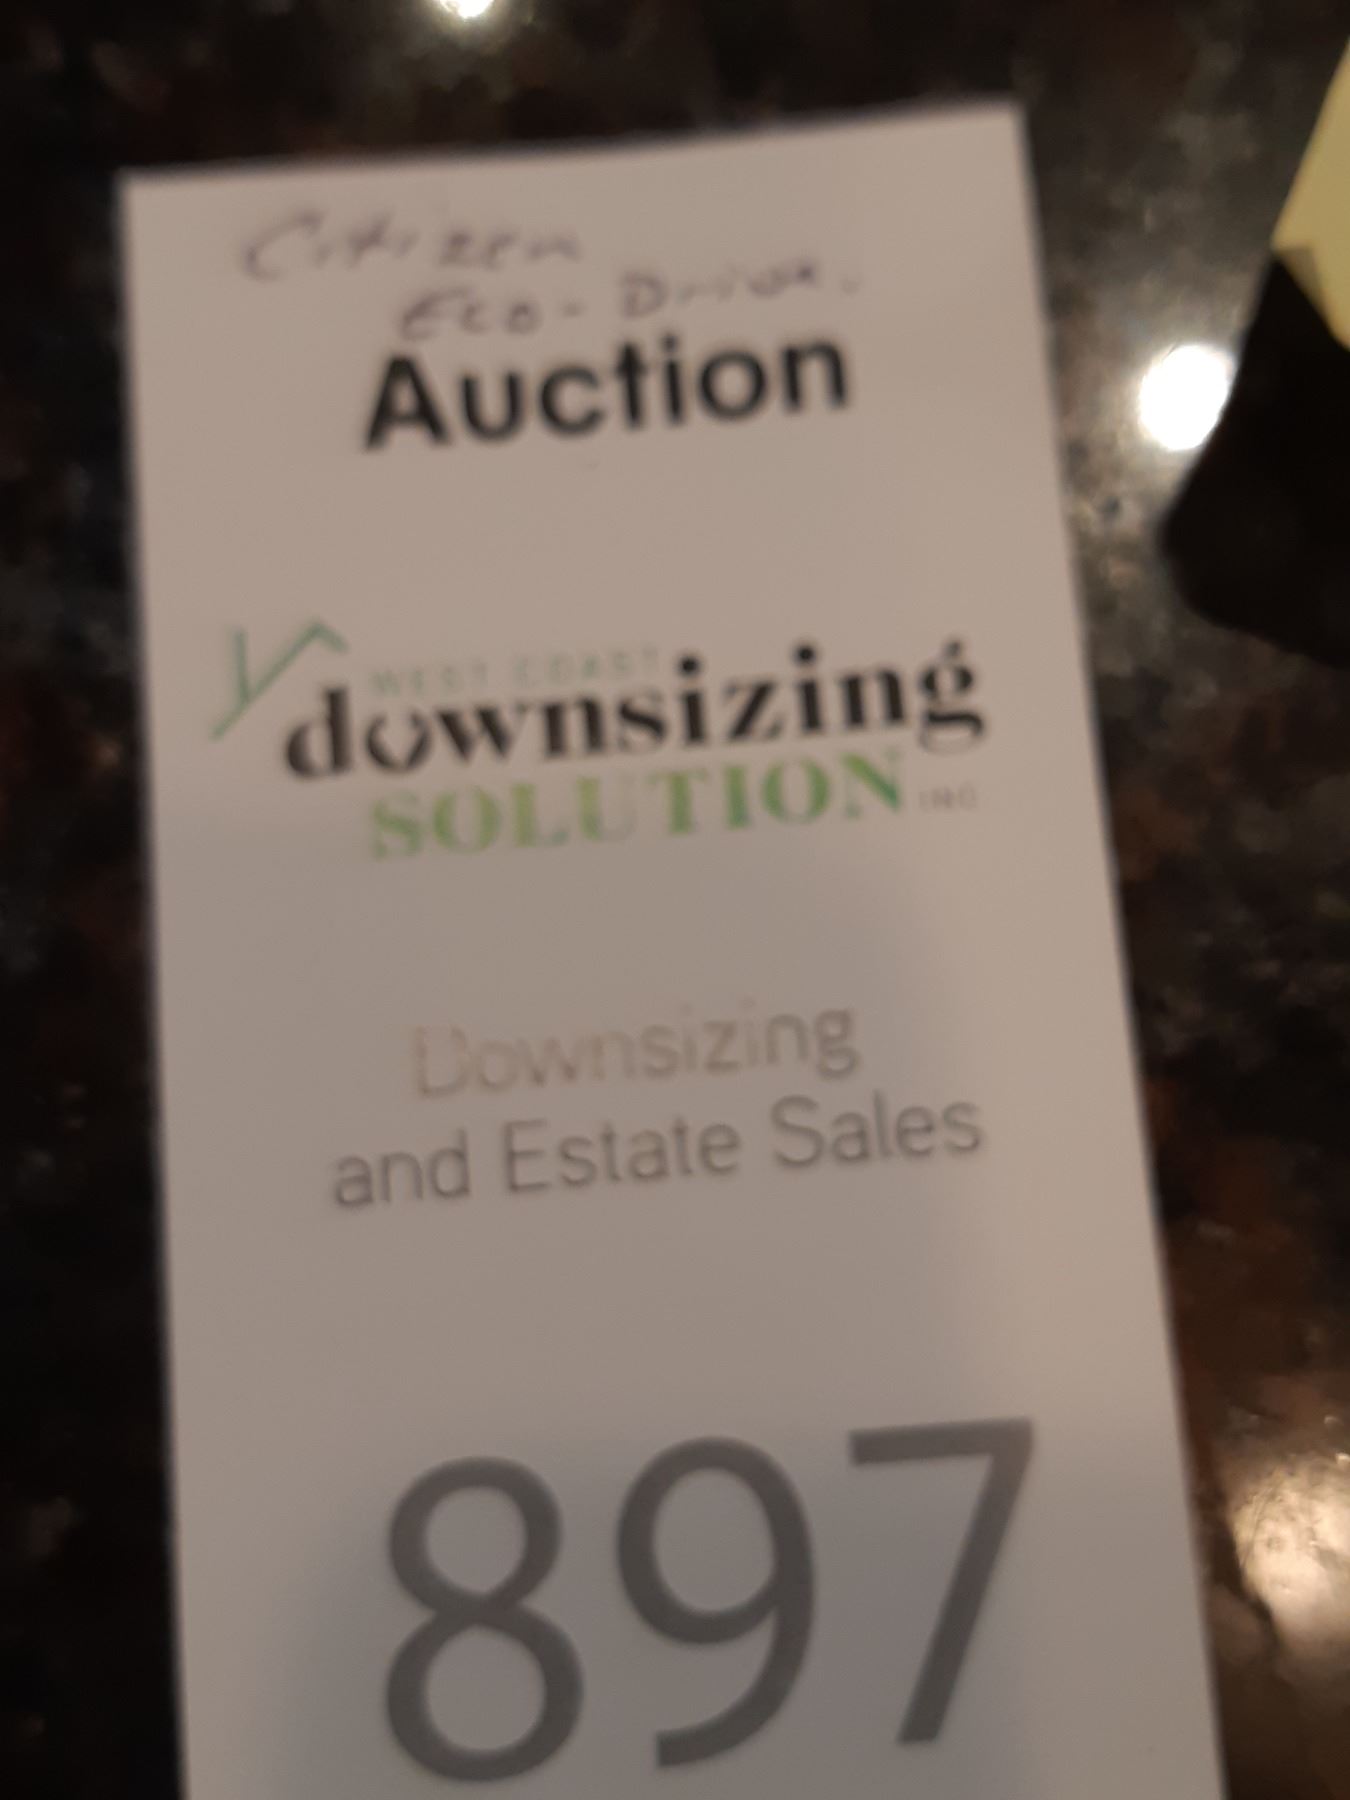 Citizen
Eco-Drive.
Auction
WEST COAST
downsizing
SOLUTION INC
Downsizing
and Estate Sales
897